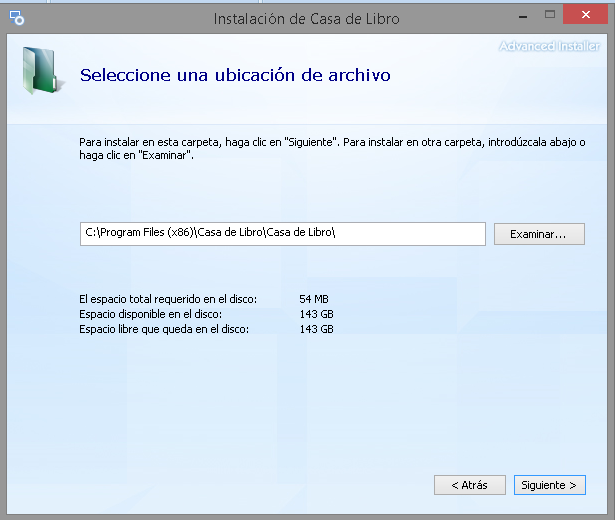 Instalación de Casa de Libro
Advanced Installer
Seleccione una ubicación de archivo
Para instalar en esta carpeta, haga clic en "Siguiente". Para instalar en otra carpeta, introdúzcala abajo o
haga clic en "Examinar".
C:\Program Files (x86)\Casa de Libro\Casa de Libro\
Examinar...
El espacio total requerido en el disco: 54 MB
Espacio disponible en el disco: 143 GB
Espacio libre que queda en el disco: 143 GB
< Atrás
Siguiente >